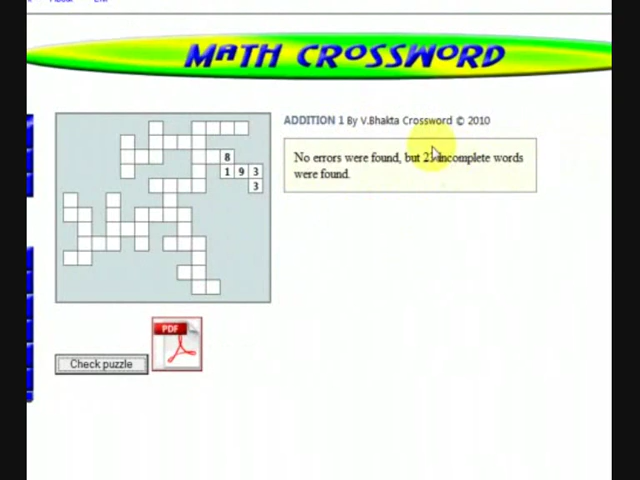 MATH CROSSWORD
ADDITION 1 By V.Bhakta Crossword © 2010
No errors were found, but 23 incomplete words
were found.
8
1 9 3
3
PDF
Check puzzle